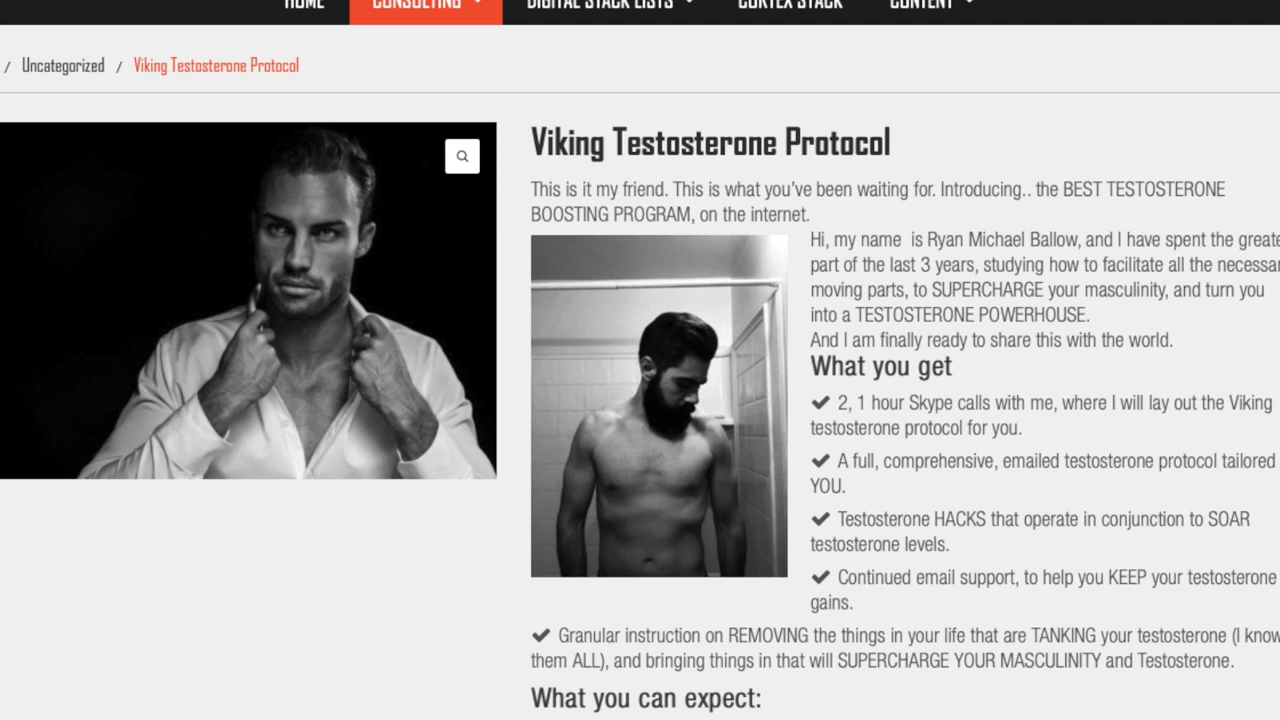 HOME CONSULTING DIGITAL STACK LISTS CORTEX STACK CONTENT
/ Uncategorized / Viking Testosterone Protocol
Viking Testosterone Protocol
This is it my friend. This is what you've been waiting for. Introducing.. the BEST TESTOSTERONE
BOOSTING PROGRAM, on the internet.
Hi, my name is Ryan Michael Ballow, and I have spent the greate
part of the last 3 years, studying how to facilitate all the necessar
moving parts, to SUPERCHARGE your masculinity, and turn you
into a TESTOSTERONE POWERHOUSE.
And I am finally ready to share this with the world.
What you get
✔ 2, 1 hour Skype calls with me, where I will lay out the Viking
testosterone protocol for you.
✔ A full, comprehensive, emailed testosterone protocol tailored
YOU.
✔ Testosterone HACKS that operate in conjunction to SOAR
testosterone levels.
✔ Continued email support, to help you KEEP your testosterone
gains.
✔ Granular instruction on REMOVING the things in your life that are TANKING your testosterone (I know
them ALL), and bringing things in that will SUPERCHARGE YOUR MASCULINITY and Testosterone.
What you can expect: